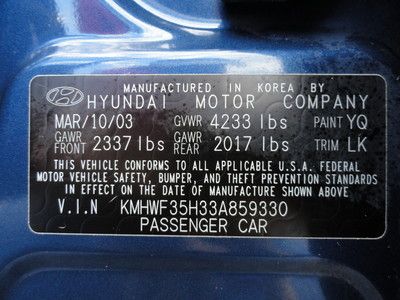 MANUFACTURED IN KOREA BY
HYUNDAI MOTOR COMPANY
MAR/10/03 GVWR 4233 lbs PAINT YQ
GAWR FRONT 2337 lbs GAWR REAR 2017 lbs TRIM LK
THIS VEHICLE CONFORMS TO ALL APPLICABLE U.S.A. FEDERAL
MOTOR VEHICLE SAFETY, BUMPER, AND THEFT PREVENTION STANDARDS
IN EFFECT ON THE DATE OF MANUFACTURE SHOWN ABOVE.
V.I.N KMHWF35H33A859330
PASSENGER CAR